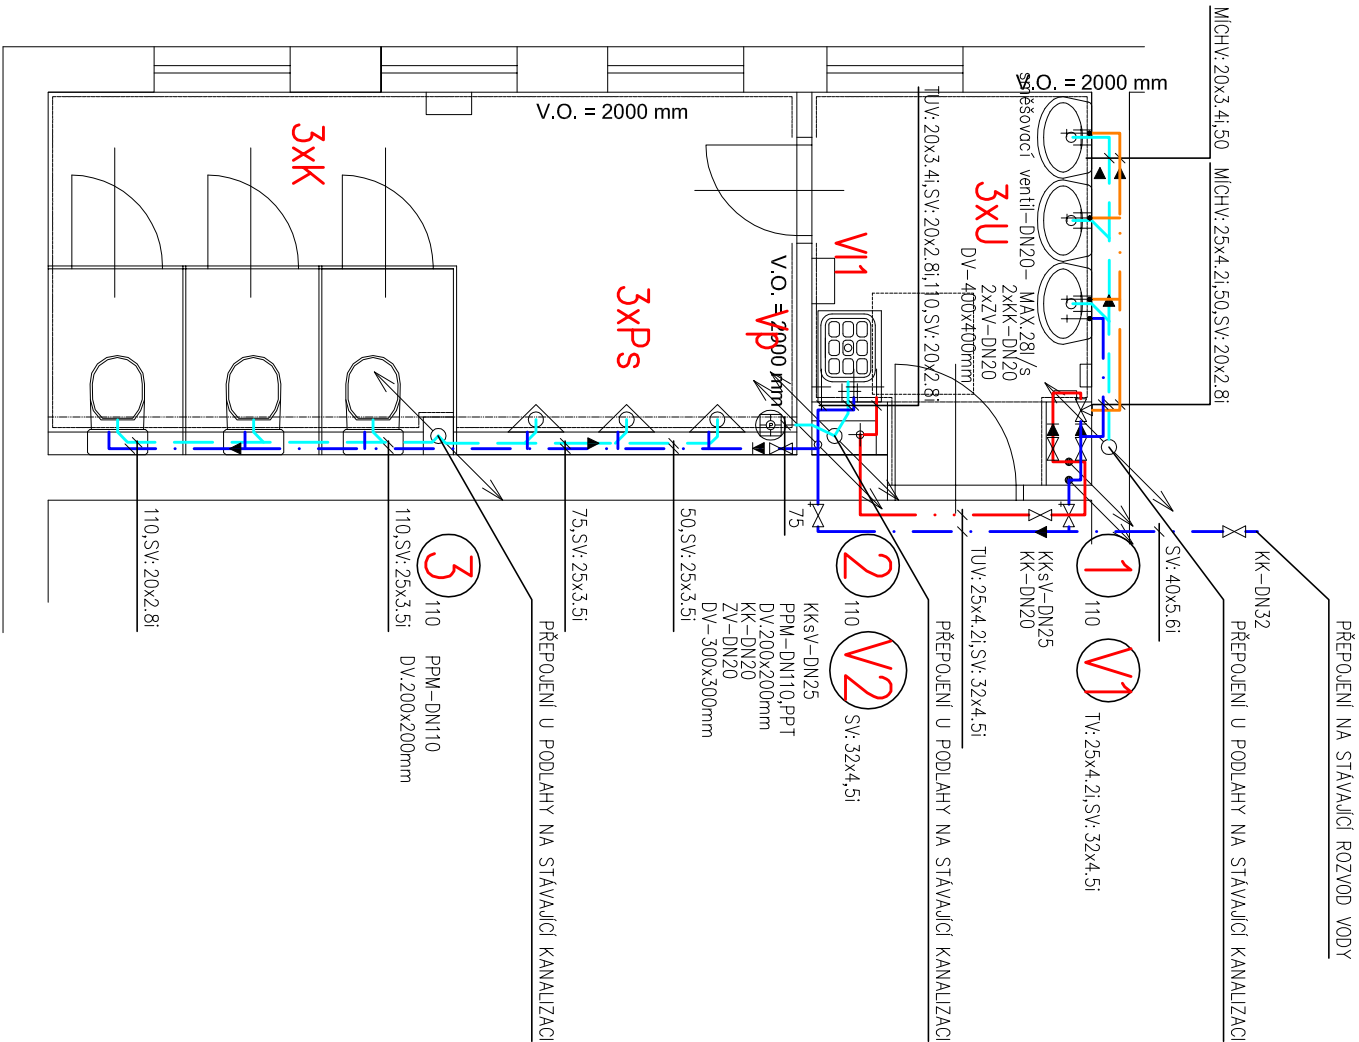 MÍCHV: 20x3.4i,50
MÍCHV: 25x4.2i,50,SV: 20x2.8i
V.O. = 2000 mm
směšovací ventil-DN20- MAX.28l/s
2xKK-DN20
2xZV-DN20
DV-400x400mm
3xU
TUV: 20x3.4i,SV: 20x2.8i,110,SV: 20x2.8i
V.O. = 2000 mm
3xK
Vl1
V.O. = 2000 mm
Vp
3xPs
110,SV: 20x2.8i
110,SV: 25x3.5i
75,SV: 25x3.5i
50,SV: 25x3.5i
75
TUV: 25x4.2i,SV: 32x4.5i
KKsV-DN25
KK-DN20
SV: 40x5.6i
KK-DN32
3
110
PPM-DN110
DV.200x200mm
2
110
V2
SV: 32x4,5i
KKsV-DN25
PPM-DN110,PPT
DV.200x200mm
KK-DN20
ZV-DN20
DV-300x300mm
1
110
V1
TV: 25x4.2i,SV: 32x4.5i
PŘEPOJENÍ U PODLAHY NA STÁVAJÍCÍ KANALIZACI
PŘEPOJENÍ U PODLAHY NA STÁVAJÍCÍ KANALIZACI
PŘEPOJENÍ U PODLAHY NA STÁVAJÍCÍ KANALIZACI
PŘEPOJENÍ NA STÁVAJÍCÍ ROZVOD VODY